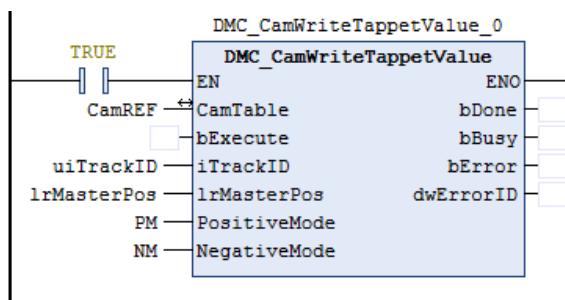 DMC_CamWriteTappetValue_0
TRUE DMC_CamWriteTappetValue
EN ENO
CamREF CamTable bDone
bExecute bBusy
uiTrackID iTrackID bError
lrMasterPos lrMasterPos dwErrorID
PM PositiveMode
NM NegativeMode